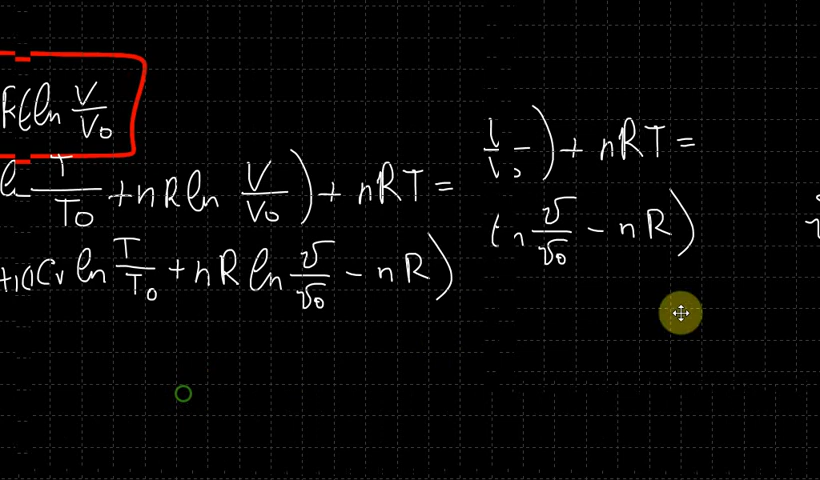 ln V/V₀
ln T/T₀ + nR ln V/V₀) + nRT =
V₀) + nRT =
Cv ln T/T₀ + nR ln v/v₀ - nR)
ln v/v₀ - nR)